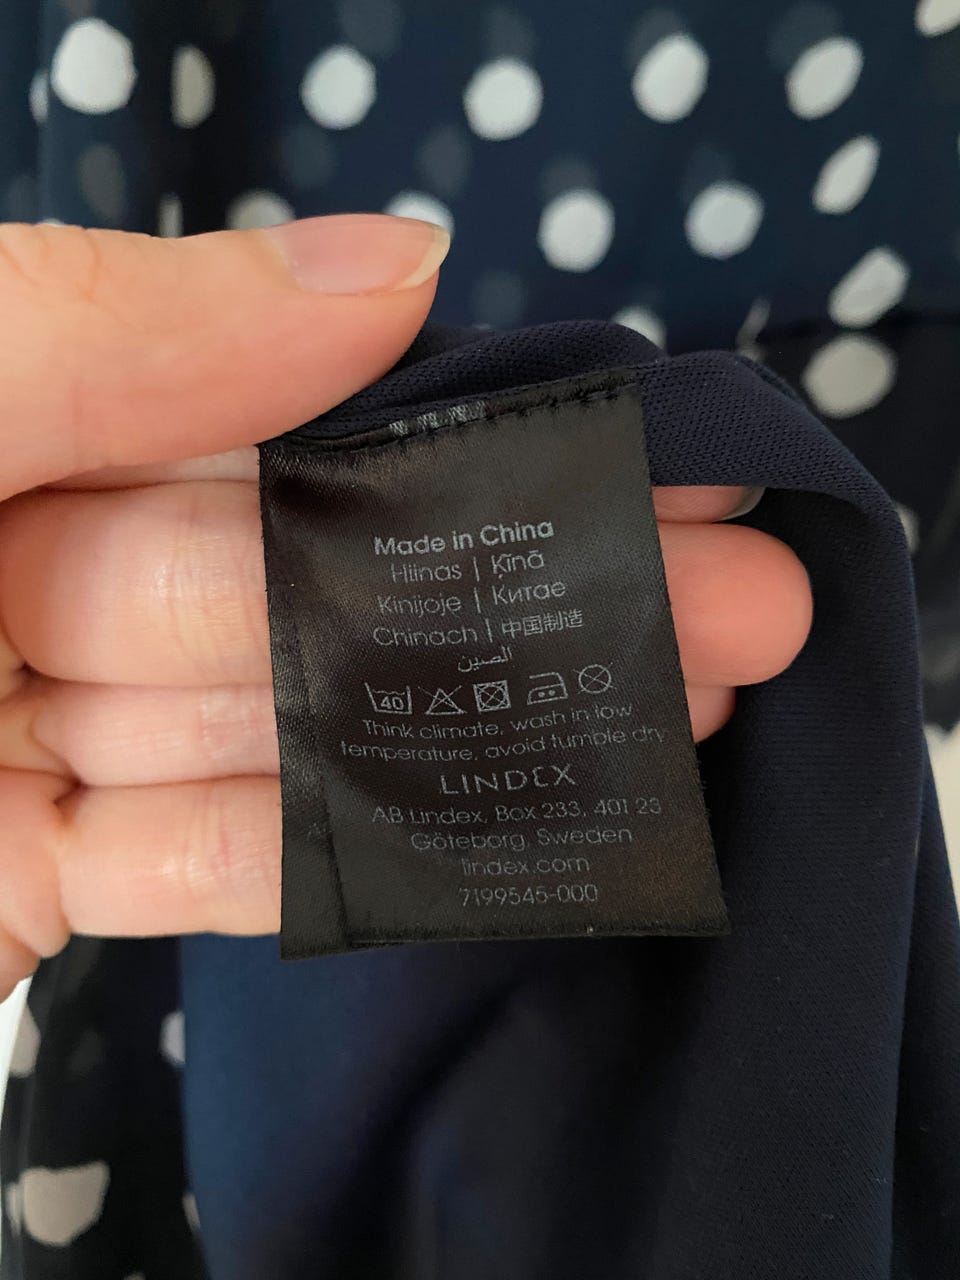 Made in China
Hiinas | Ķīnā
Kinijoje | Китае
Chinach | 中国制造
الصين
40
Think climate, wash in low
temperature, avoid tumble dry
LINDEX
AB Lindex, Box 233, 401 23
Göteborg, Sweden
lindex.com
7199545-000